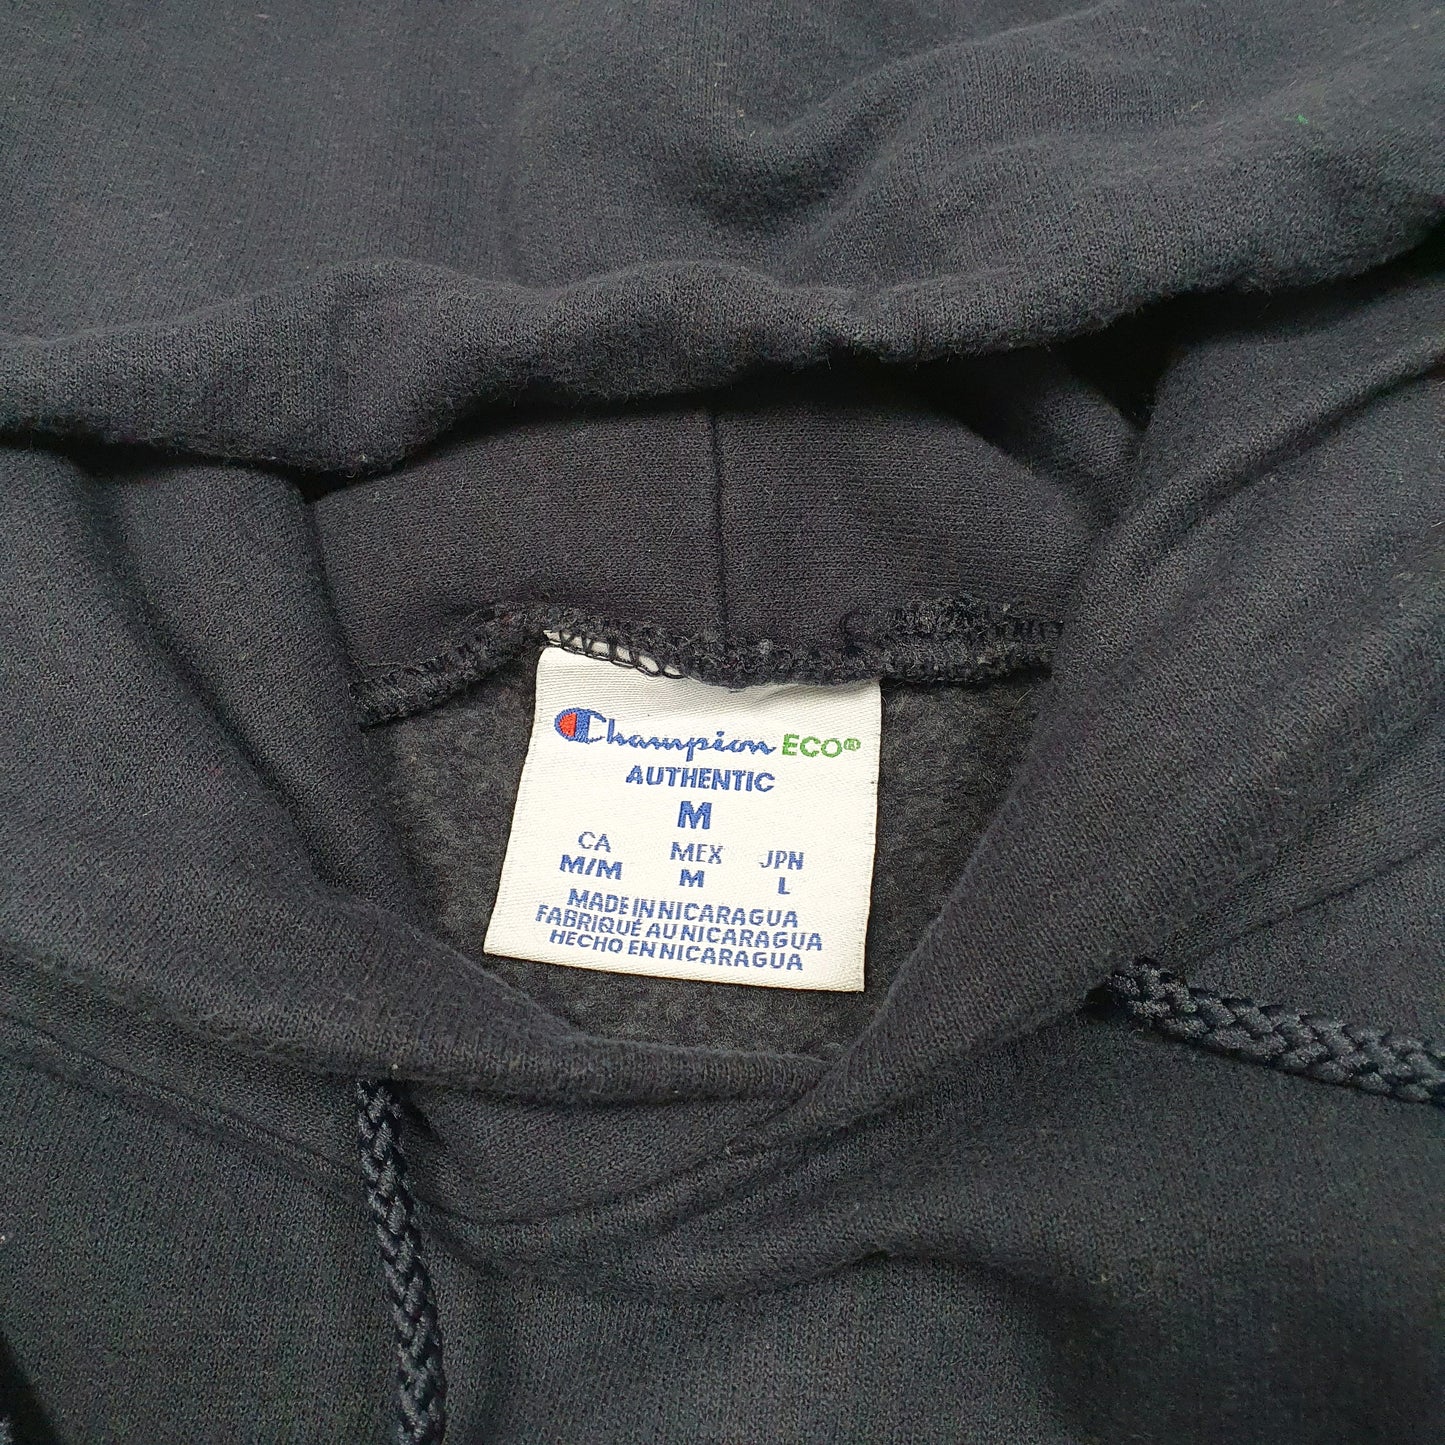 Champion ECO®
AUTHENTIC
M
CA MEX JPN
M/M M L
MADE IN NICARAGUA
FABRIQUÉ AU NICARAGUA
HECHO EN NICARAGUA